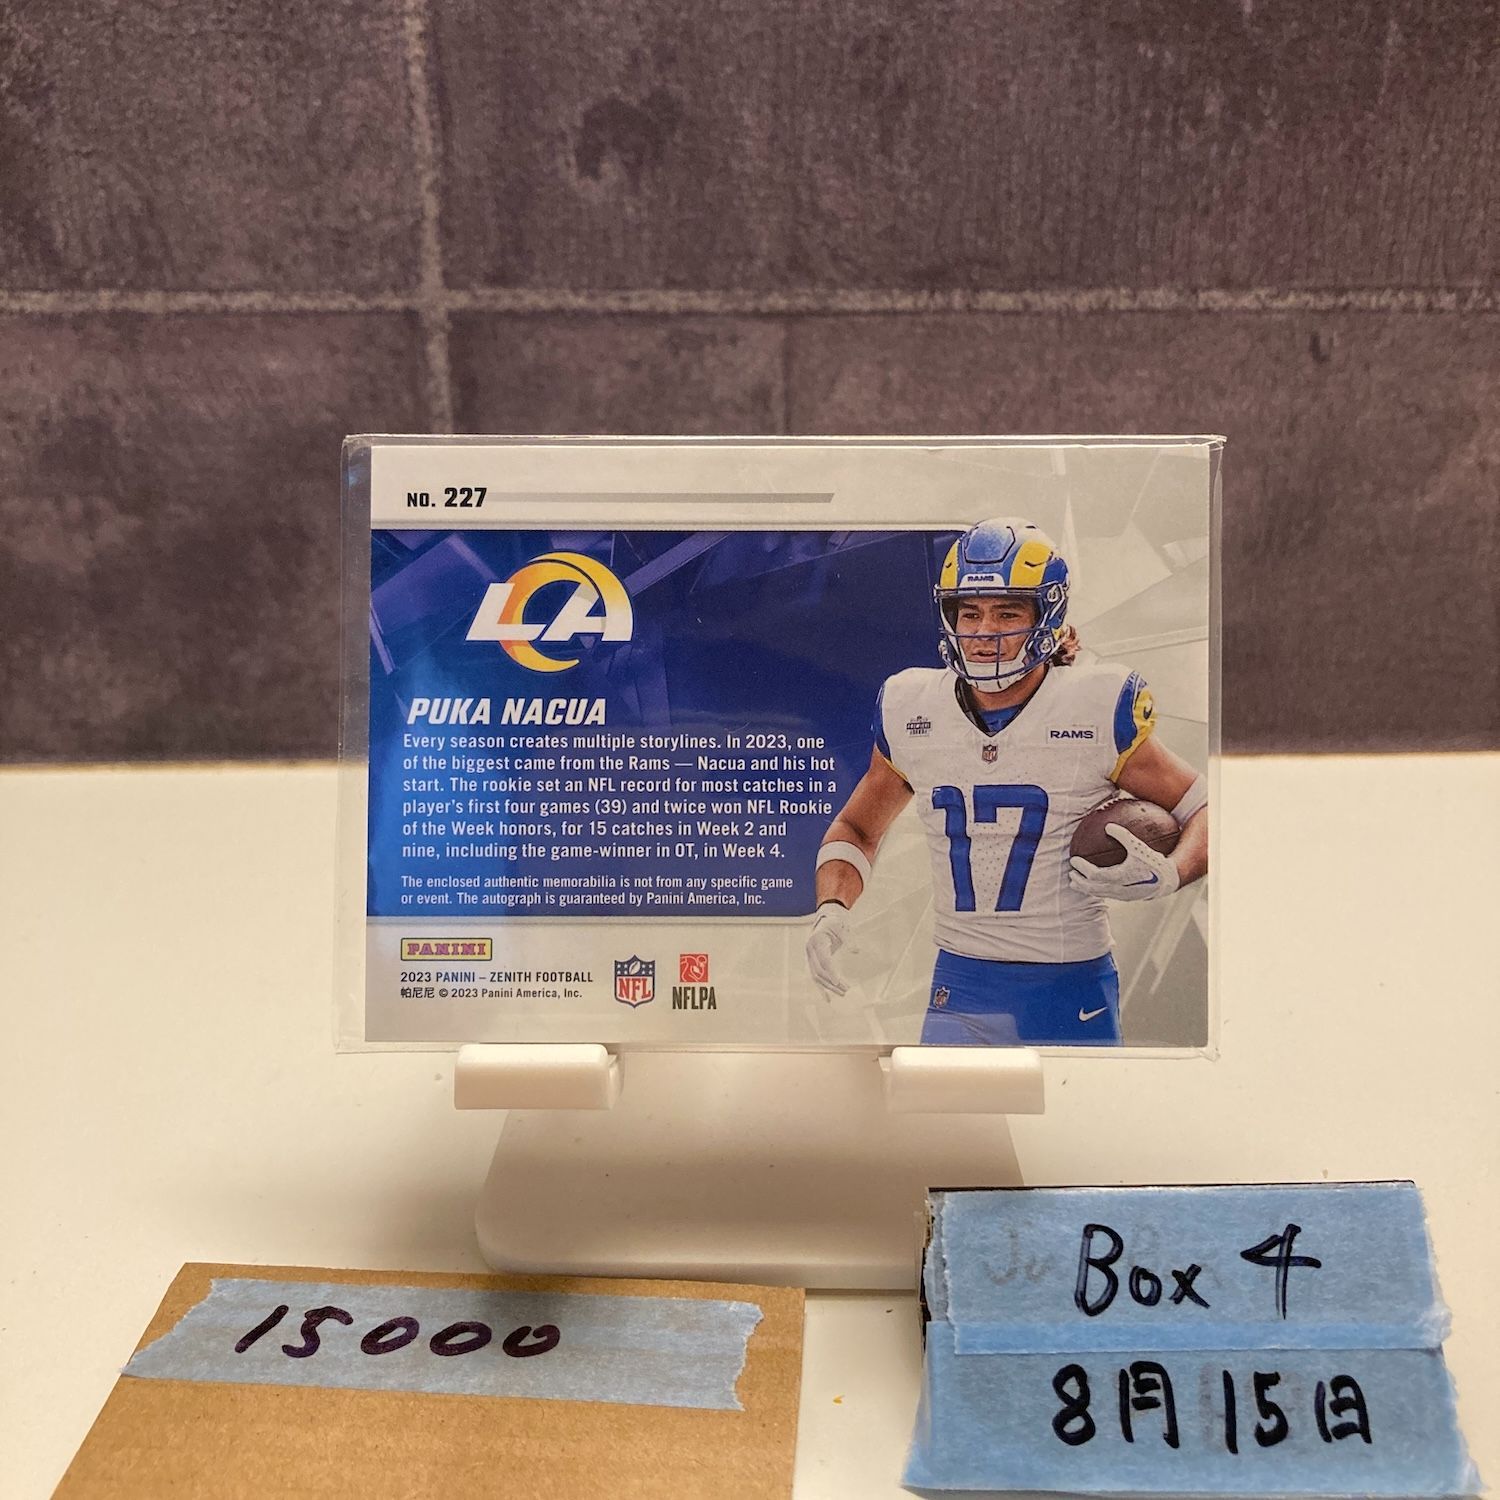 NO. 227
LA
PUKA NACUA
Every season creates multiple storylines. In 2023, one
of the biggest came from the Rams — Nacua and his hot
start. The rookie set an NFL record for most catches in a
player's first four games (39) and twice won NFL Rookie
of the Week honors, for 15 catches in Week 2 and
nine, including the game-winner in OT, in Week 4.
The enclosed authentic memorabilia is not from any specific game
or event. The autograph is guaranteed by Panini America, Inc.
PANINI
2023 PANINI – ZENITH FOOTBALL
帕尼尼 © 2023 Panini America, Inc.
NFL
NFLPA
RAMS
RAMS
17
15000
Box 4
8月15日